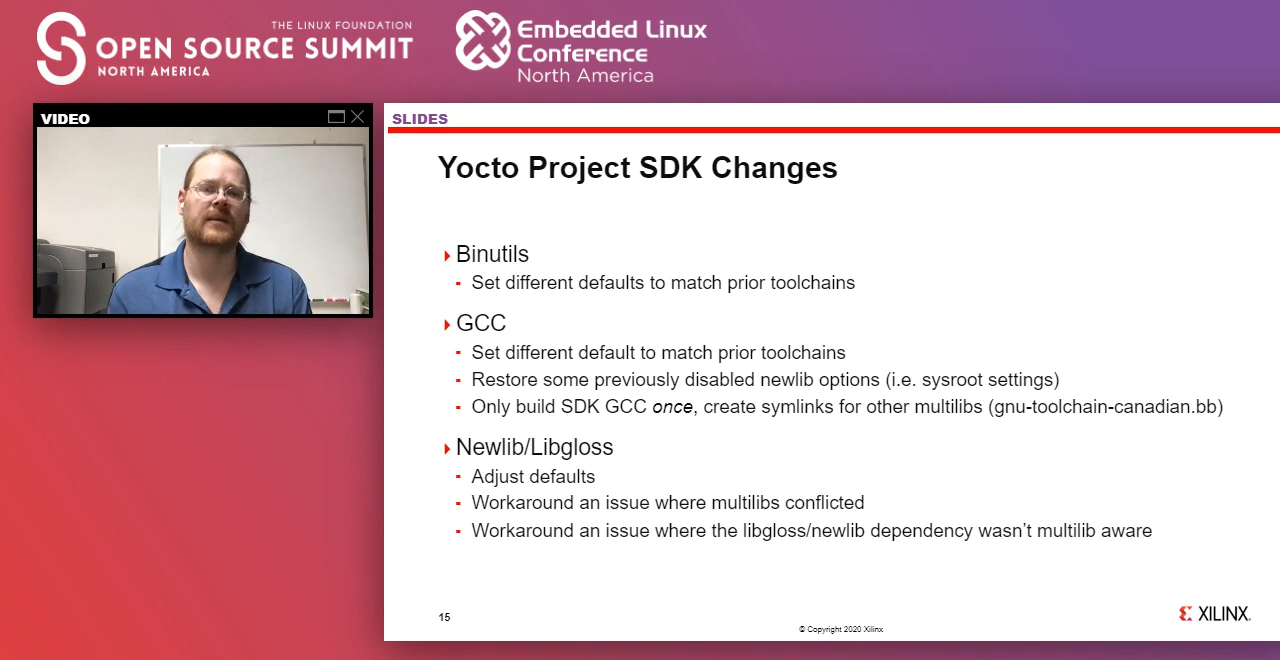 THE LINUX FOUNDATION
OPEN SOURCE SUMMIT
NORTH AMERICA
Embedded Linux
Conference
North America
VIDEO
SLIDES
Yocto Project SDK Changes
Binutils
- Set different defaults to match prior toolchains
GCC
- Set different default to match prior toolchains
- Restore some previously disabled newlib options (i.e. sysroot settings)
- Only build SDK GCC once, create symlinks for other multilibs (gnu-toolchain-canadian.bb)
Newlib/Libgloss
- Adjust defaults
- Workaround an issue where multilibs conflicted
- Workaround an issue where the libgloss/newlib dependency wasn't multilib aware
15
© Copyright 2020 Xilinx
XILINX.